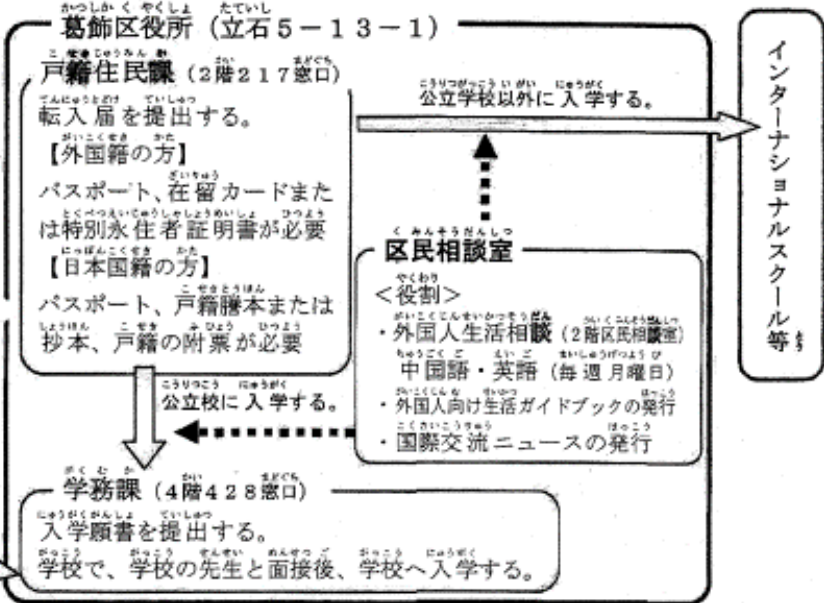 葛飾区役所（立石５－１３－１）
戸籍住民課（２階２１７窓口）
転入届を提出する。
【外国籍の方】
パスポート、在留カードまた
は特別永住者証明書が必要
【日本国籍の方】
パスポート、戸籍謄本または
抄本、戸籍の附票が必要
公立学校以外に入学する。
インターナショナルスクール等
区民相談室
＜役割＞
・外国人生活相談（２階区民相談室）
中国語・英語（毎週月曜日）
・外国人向け生活ガイドブックの発行
・国際交流ニュースの発行
公立校に入学する。
学務課（４階４２８窓口）
入学願書を提出する。
学校で、学校の先生と面接後、学校へ入学する。